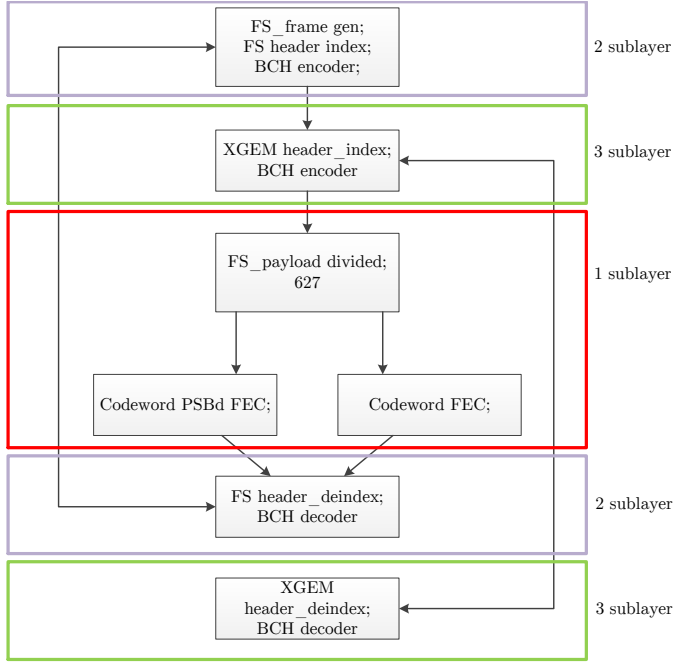 FS_frame gen;
FS header index;
BCH encoder;
2 sublayer
XGEM header_index;
BCH encoder
3 sublayer
FS_payload divided;
627
1 sublayer
Codeword PSBd FEC;
Codeword FEC;
FS header_deindex;
BCH decoder
2 sublayer
XGEM
header_deindex;
BCH decoder
3 sublayer